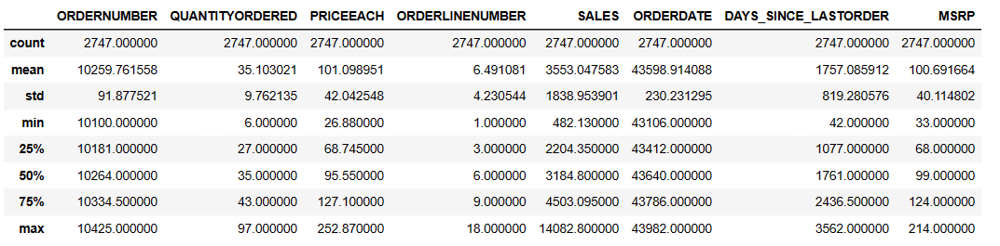 ORDERNUMBER QUANTITYORDERED PRICEEACH ORDERLINENUMBER SALES ORDERDATE DAYS_SINCE_LASTORDER MSRP
count 2747.000000 2747.000000 2747.000000 2747.000000 2747.000000 2747.000000 2747.000000 2747.000000
mean 10259.761558 35.103021 101.098951 6.491081 3553.047583 43598.914088 1757.085912 100.691664
std 91.877521 9.762135 42.042548 4.230544 1838.953901 230.231295 819.280576 40.114802
min 10100.000000 6.000000 26.880000 1.000000 482.130000 43106.000000 42.000000 33.000000
25% 10181.000000 27.000000 68.745000 3.000000 2204.350000 43412.000000 1077.000000 68.000000
50% 10264.000000 35.000000 95.550000 6.000000 3184.800000 43640.000000 1761.000000 99.000000
75% 10334.500000 43.000000 127.100000 9.000000 4503.095000 43786.000000 2436.500000 124.000000
max 10425.000000 97.000000 252.870000 18.000000 14082.800000 43982.000000 3562.000000 214.000000